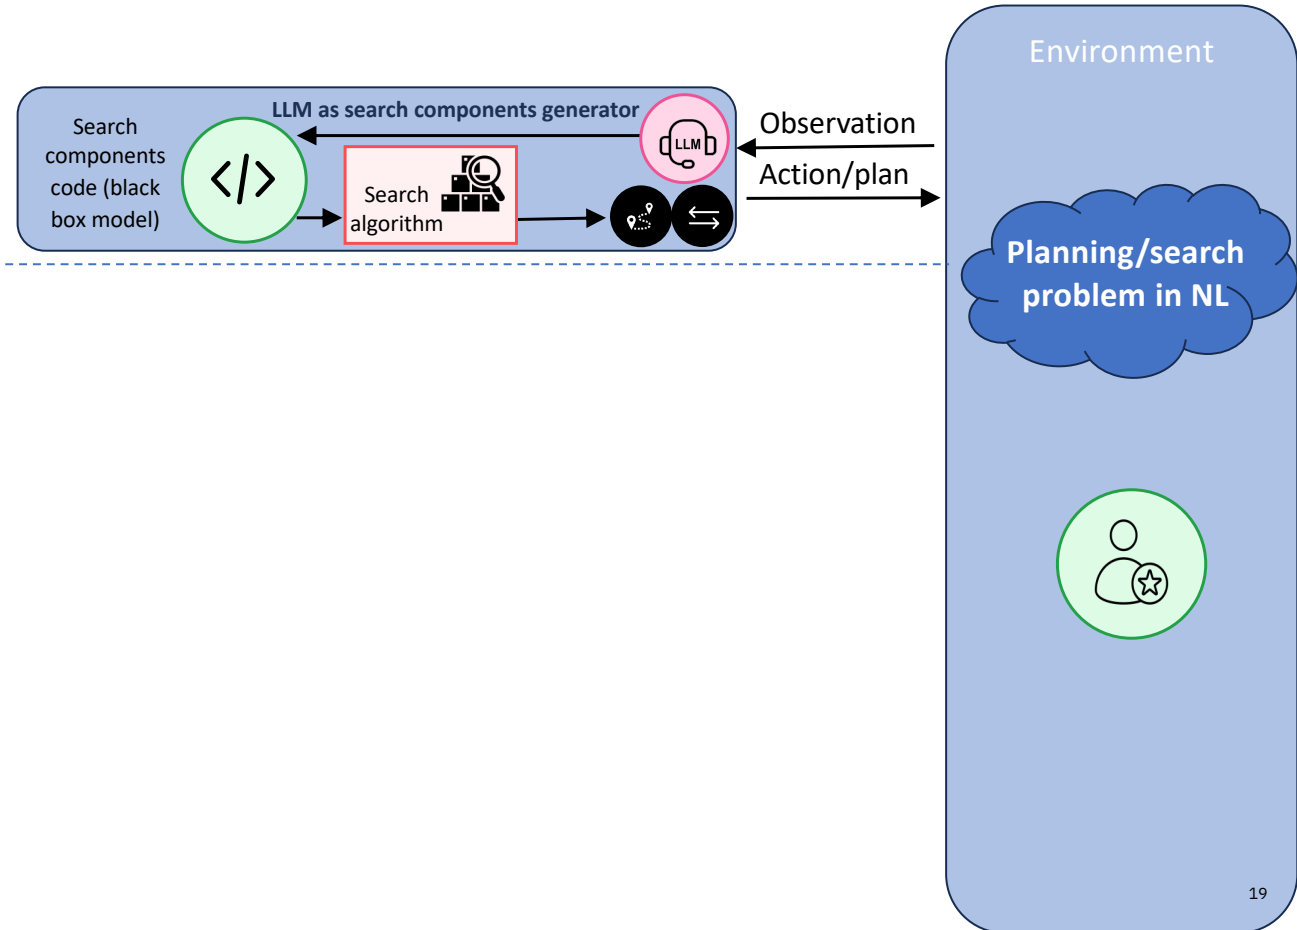 Environment
LLM as search components generator
Search
components
code (black
box model)
</>
LLM
Search
algorithm
Observation
Action/plan
Planning/search
problem in NL
19